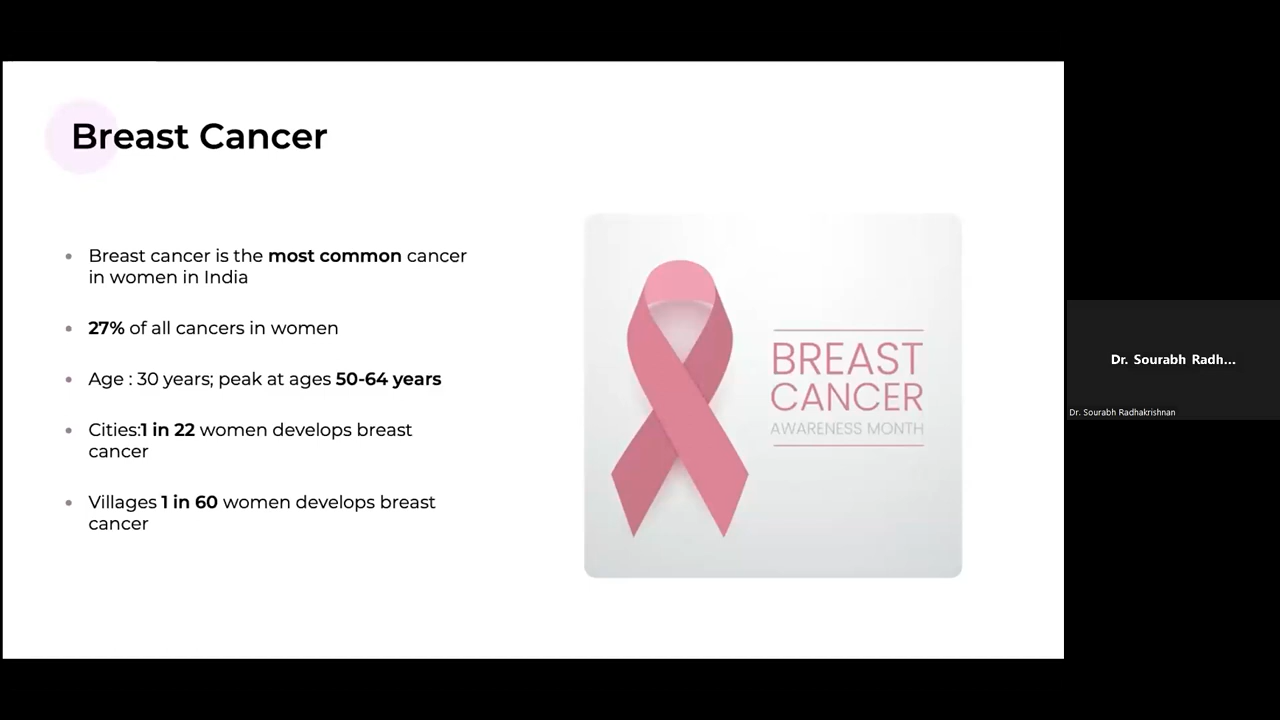 Breast Cancer
Breast cancer is the most common cancer
in women in India
27% of all cancers in women
Age : 30 years; peak at ages 50-64 years
Cities:1 in 22 women develops breast
cancer
Villages 1 in 60 women develops breast
cancer
BREAST
CANCER
AWARENESS MONTH
Dr. Sourabh Radh...
Dr. Sourabh Radhakrishnan